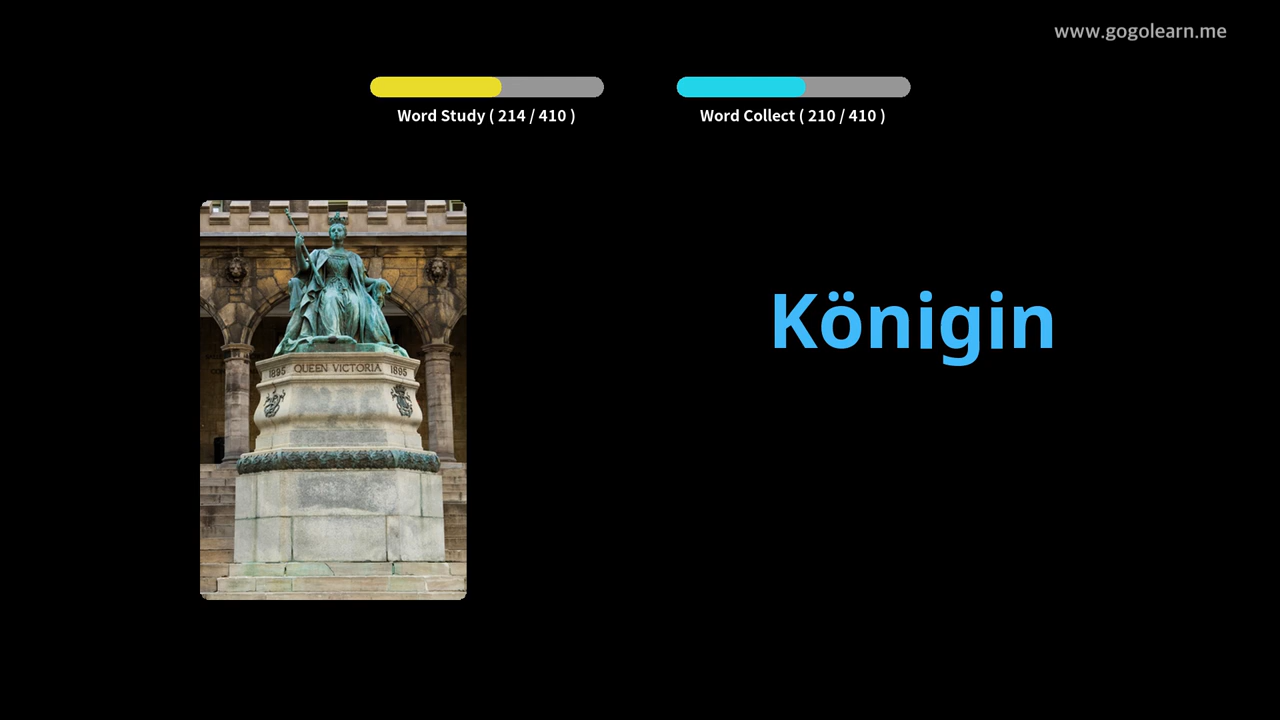 www.gogolearn.me
Word Study ( 214 / 410 )
Word Collect ( 210 / 410 )
Königin
1895 QUEEN VICTORIA 1895